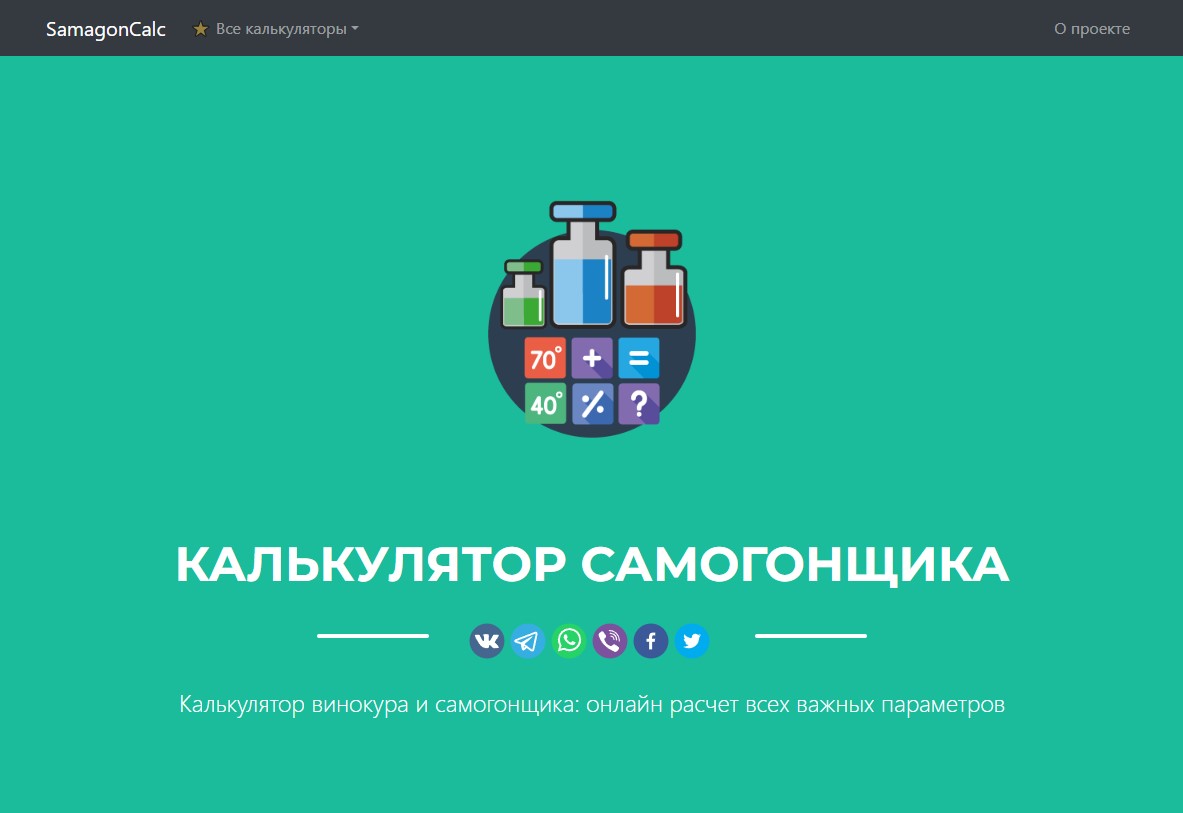 SamagonCalc
Все калькуляторы
О проекте
70°
+
=
40°
%
?
КАЛЬКУЛЯТОР САМОГОНЩИКА
Калькулятор винокура и самогонщика: онлайн расчет всех важных параметров